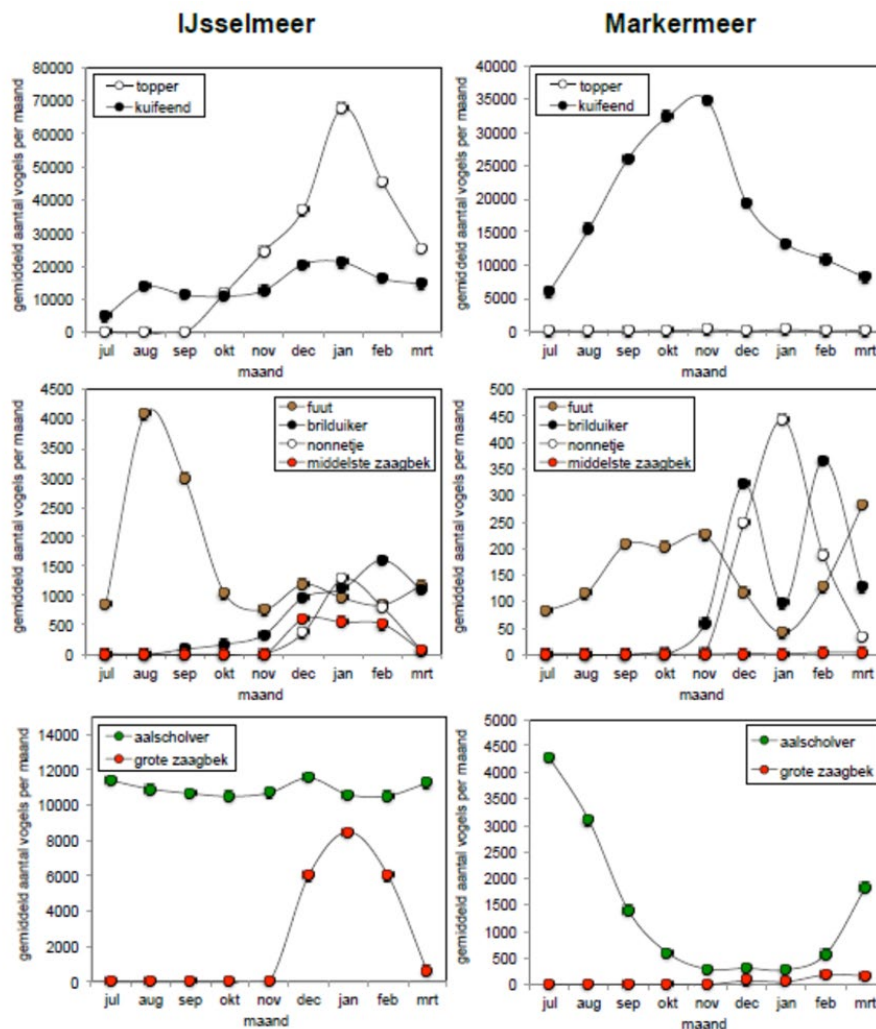 IJsselmeer
Markermeer
gemiddeld aantal vogels per maand
80000
70000
60000
50000
40000
30000
20000
10000
0
topper
kuifeend
jul aug sep okt nov dec jan feb mrt
maand
gemiddeld aantal vogels per maand
40000
35000
30000
25000
20000
15000
10000
5000
0
topper
kuifeend
jul aug sep okt nov dec jan feb mrt
maand
gemiddeld aantal vogels per maand
4500
4000
3500
3000
2500
2000
1500
1000
500
0
fuut
brilduiker
nonnetje
middelste zaagbek
jul aug sep okt nov dec jan feb mrt
maand
gemiddeld aantal vogels per maand
500
450
400
350
300
250
200
150
100
50
0
fuut
brilduiker
nonnetje
middelste zaagbek
jul aug sep okt nov dec jan feb mrt
maand
gemiddeld aantal vogels per maand
14000
12000
10000
8000
6000
4000
2000
0
aalscholver
grote zaagbek
jul aug sep okt nov dec jan feb mrt
maand
gemiddeld aantal vogels per maand
5000
4500
4000
3500
3000
2500
2000
1500
1000
500
0
aalscholver
grote zaagbek
jul aug sep okt nov dec jan feb mrt
maand